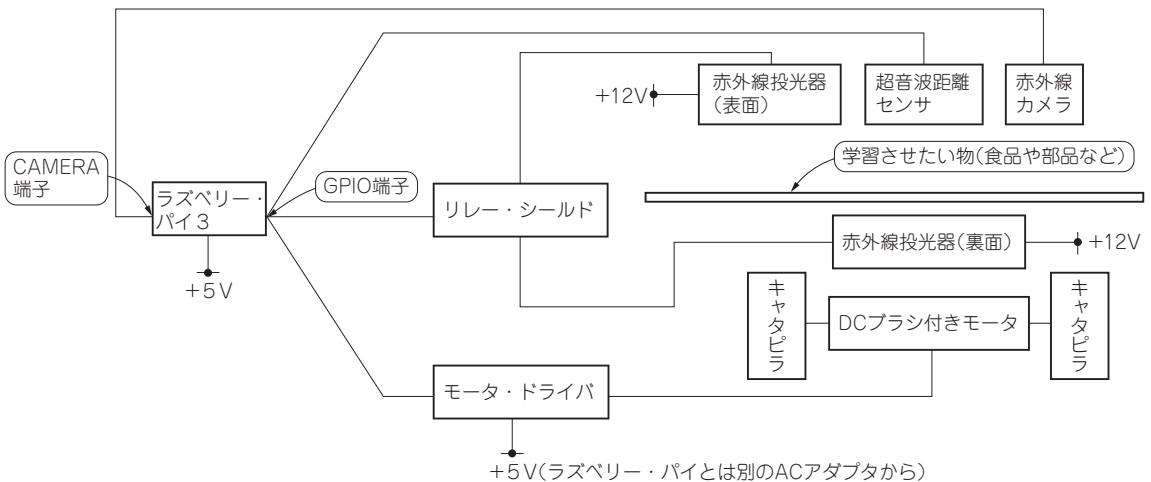 赤外線投光器
(表面)
超音波距離
センサ
赤外線
カメラ
+12V
学習させたい物(食品や部品など)
CAMERA
端子
ラズベリー・
パイ3
GPIO端子
リレー・シールド
赤外線投光器(裏面)
+12V
+5V
キャタピラ
DCブラシ付きモータ
キャタピラ
モータ・ドライバ
+5V(ラズベリー・パイとは別のACアダプタから)